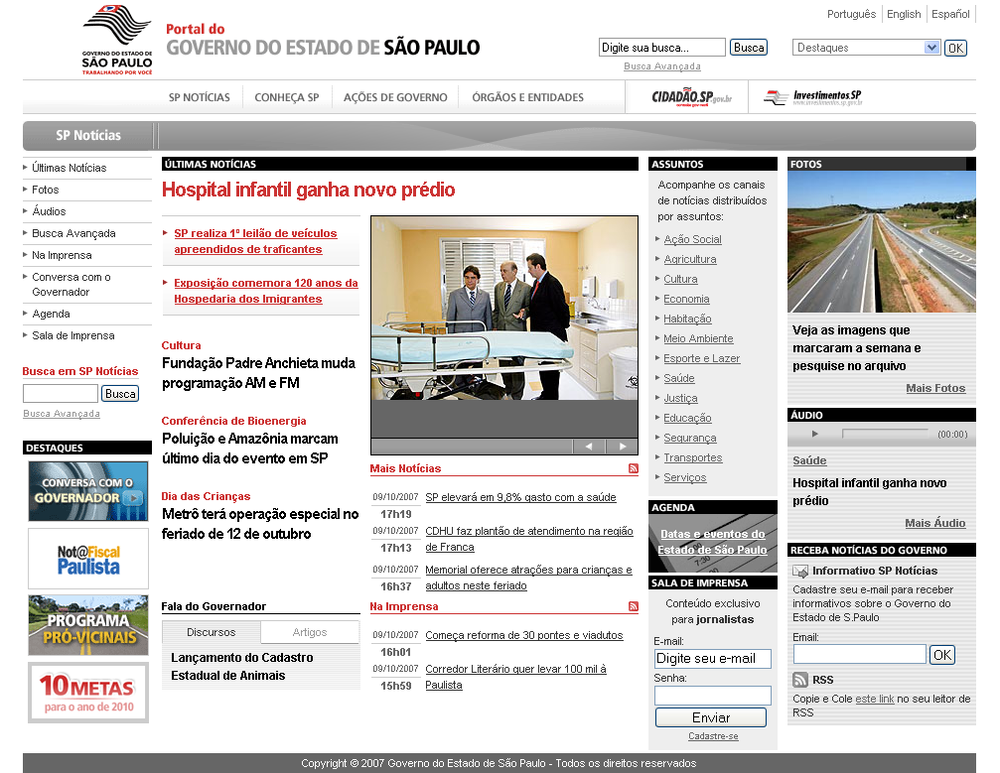 Português
English
Español
GOVERNO DO ESTADO DE
SÃO PAULO
TRABALHANDO POR VOCÊ
Portal do
GOVERNO DO ESTADO DE SÃO PAULO
Digite sua busca...
Busca
Busca Avançada
Destaques
OK
SP NOTÍCIAS
CONHEÇA SP
AÇÕES DE GOVERNO
ÓRGÃOS E ENTIDADES
CIDADÃO.SP.gov.br
Investimentos.SP
www.investimentos.sp.gov.br
SP Notícias
Últimas Notícias
Fotos
Áudios
Busca Avançada
Na Imprensa
Conversa com o
Governador
Agenda
Sala de Imprensa
Busca em SP Notícias
Busca
Busca Avançada
DESTAQUES
CONVERSA COM O
GOVERNADOR
Not@Fiscal
Paulista
PROGRAMA
PRÓ-VICINAIS
10 METAS
para o ano de 2010
ÚLTIMAS NOTÍCIAS
Hospital infantil ganha novo prédio
SP realiza 1º leilão de veículos
apreendidos de traficantes
Exposição comemora 120 anos da
Hospedaria dos Imigrantes
Cultura
Fundação Padre Anchieta muda
programação AM e FM
Conferência de Bioenergia
Poluição e Amazônia marcam
último dia do evento em SP
Dia das Crianças
Metrô terá operação especial no
feriado de 12 de outubro
Fala do Governador
Discursos
Artigos
Lançamento do Cadastro
Estadual de Animais
Mais Notícias
09/10/2007 SP elevará em 9,8% gasto com a saúde
17h19
09/10/2007 CDHU faz plantão de atendimento na região
17h13 de Franca
09/10/2007 Memorial oferece atrações para crianças e
16h37 adultos neste feriado
Na Imprensa
09/10/2007 Começa reforma de 30 pontes e viadutos
16h01
09/10/2007 Corredor Literário quer levar 100 mil à
15h59 Paulista
ASSUNTOS
Acompanhe os canais
de notícias distribuídos
por assuntos:
Ação Social
Agricultura
Cultura
Economia
Habitação
Meio Ambiente
Esporte e Lazer
Saúde
Justiça
Educação
Segurança
Transportes
Serviços
AGENDA
Datas e eventos do
Estado de São Paulo
7:30
SALA DE IMPRENSA
Conteúdo exclusivo
para jornalistas
E-mail:
Digite seu e-mail
Senha:
Enviar
Cadastre-se
FOTOS
Veja as imagens que
marcaram a semana e
pesquise no arquivo
Mais Fotos
ÁUDIO
(00:00)
Saúde
Hospital infantil ganha novo
prédio
Mais Áudio
RECEBA NOTÍCIAS DO GOVERNO
Informativo SP Notícias
Cadastre seu e-mail para receber
informativos sobre o Governo do
Estado de S.Paulo
Email:
OK
RSS
Copie e Cole este link no seu leitor de
RSS
Copyright © 2007 Governo do Estado de São Paulo - Todos os direitos reservados